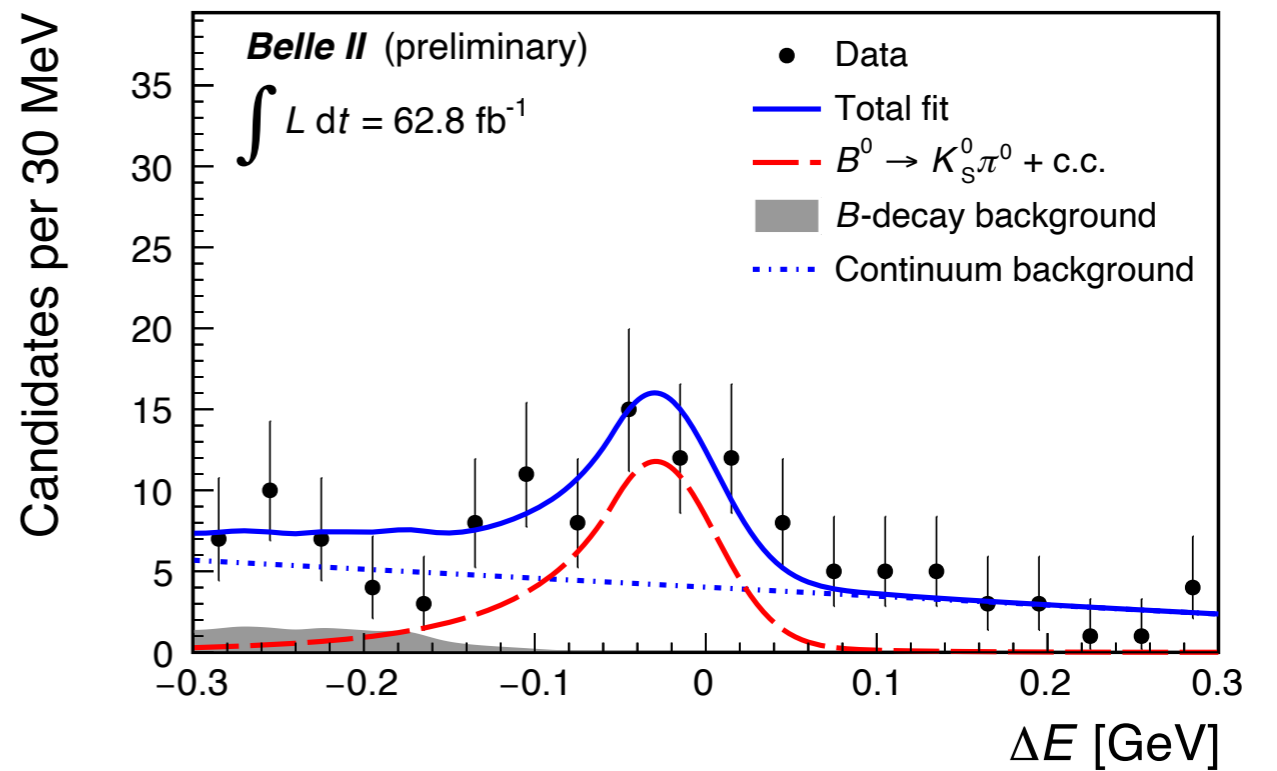 Candidates per 30 MeV
Belle II (preliminary)
∫ L dt = 62.8 fb⁻¹
Data
Total fit
B⁰ → K⁰_S π⁰ + c.c.
B-decay background
Continuum background
35
30
25
20
15
10
5
0
−0.3 −0.2 −0.1 0 0.1 0.2 0.3
ΔE [GeV]